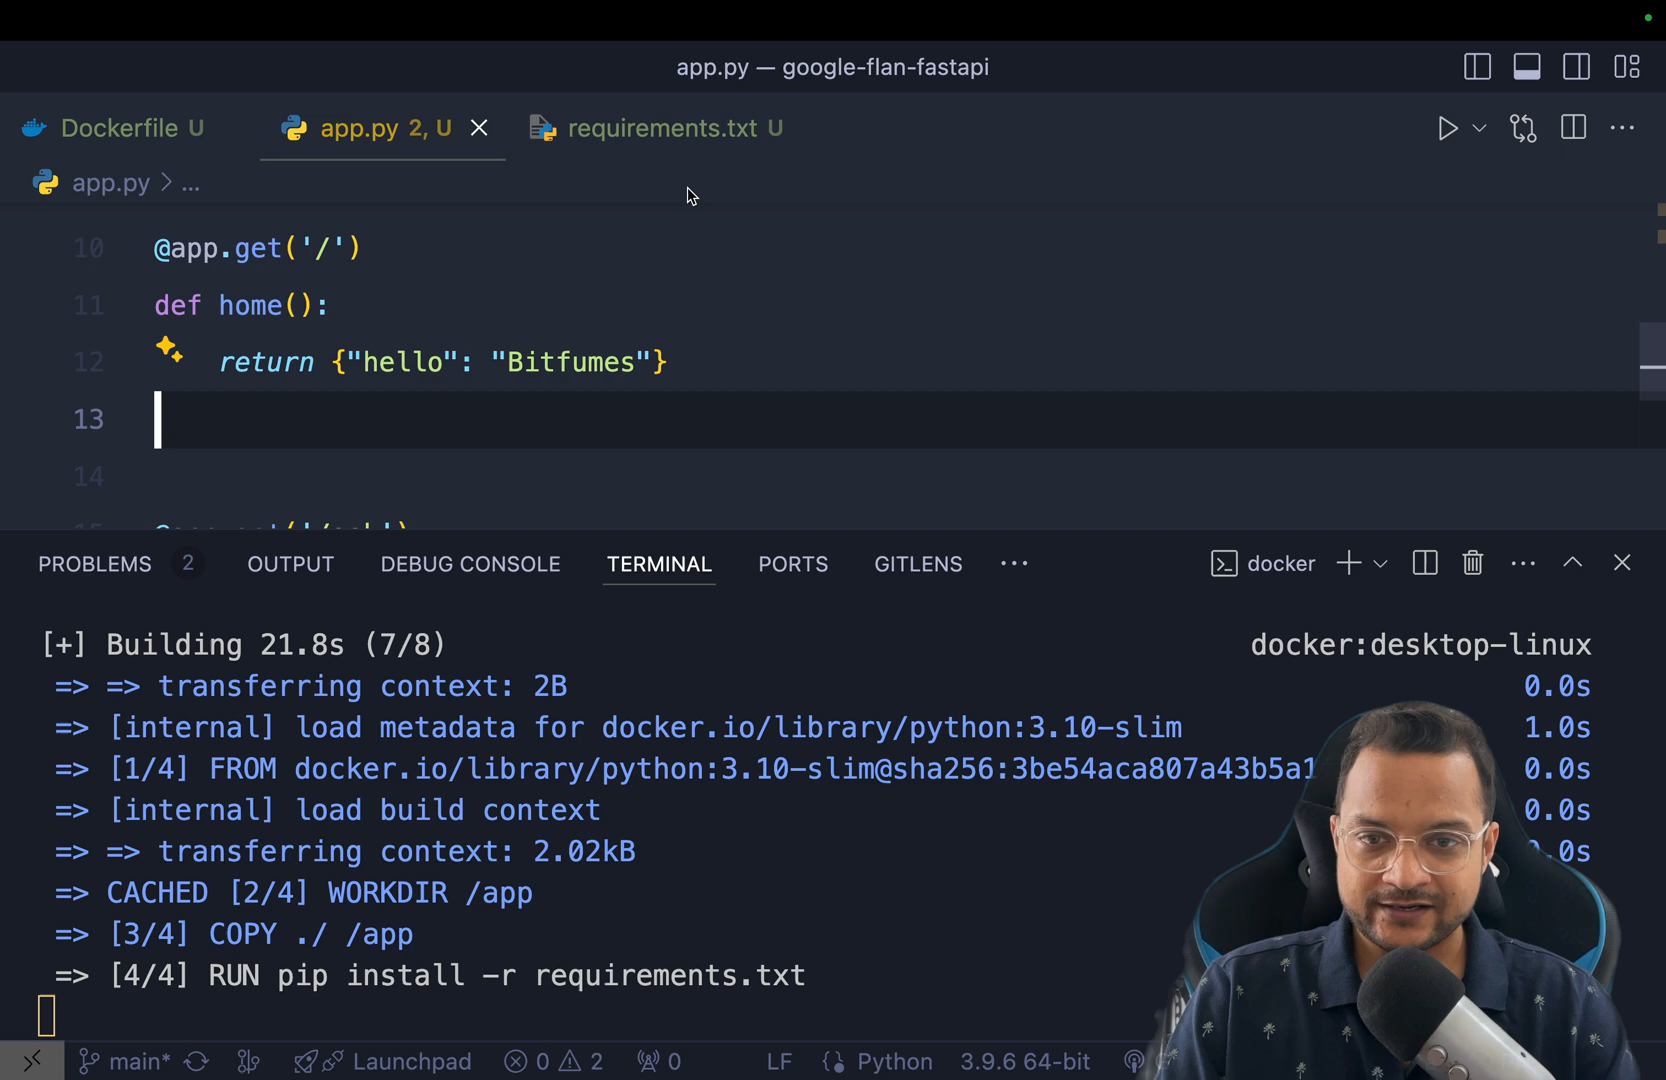 app.py — google-flan-fastapi
Dockerfile U
app.py 2, U
requirements.txt U
app.py > ...
10 @app.get('/')
11 def home():
12 return {"hello": "Bitfumes"}
13
14
PROBLEMS 2 OUTPUT DEBUG CONSOLE TERMINAL PORTS GITLENS ... docker
[+] Building 21.8s (7/8) docker:desktop-linux
=> => transferring context: 2B 0.0s
=> [internal] load metadata for docker.io/library/python:3.10-slim 1.0s
=> [1/4] FROM docker.io/library/python:3.10-slim@sha256:3be54aca807a43b5a1 0.0s
=> [internal] load build context 0.0s
=> => transferring context: 2.02kB
=> CACHED [2/4] WORKDIR /app
=> [3/4] COPY ./ /app
=> [4/4] RUN pip install -r requirements.txt
main* Launchpad 0 2 0 LF Python 3.9.6 64-bit